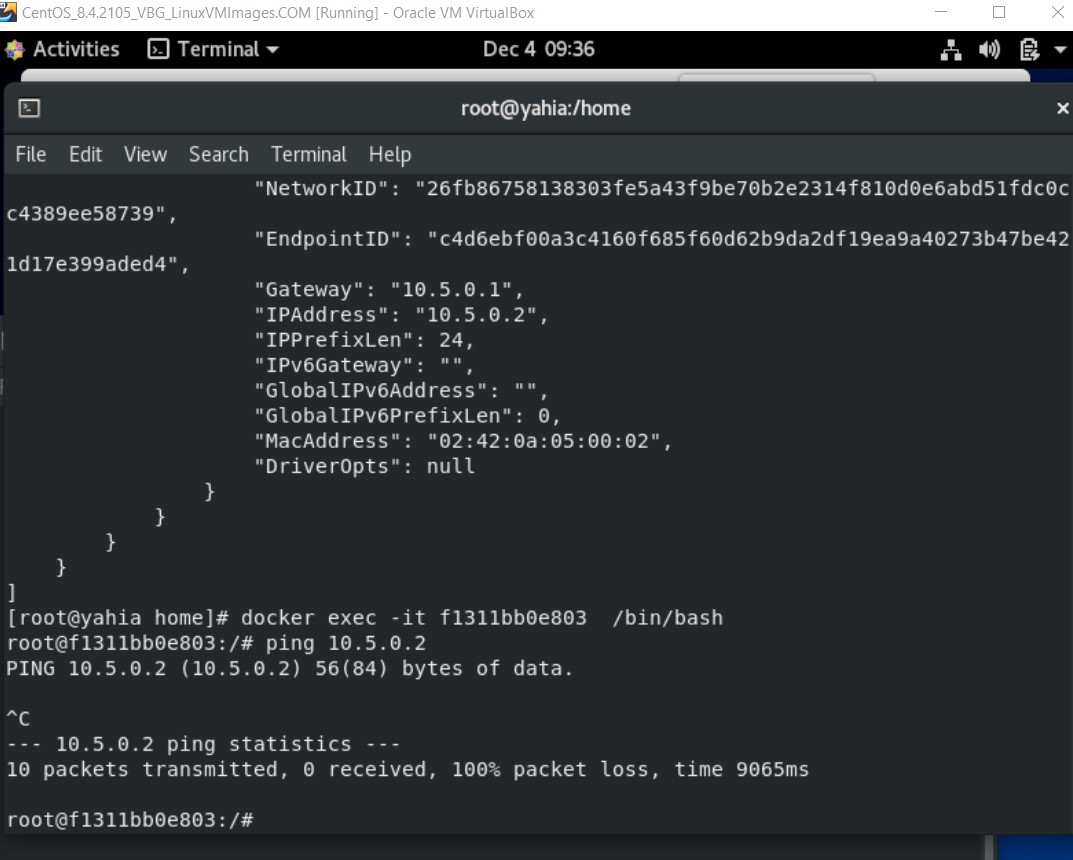 CentOS_8.4.2105_VBG_LinuxVMImages.COM [Running] - Oracle VM VirtualBox
Activities Terminal Dec 4 09:36
root@yahia:/home
File Edit View Search Terminal Help
"NetworkID": "26fb86758138303fe5a43f9be70b2e2314f810d0e6abd51fdc0c
c4389ee58739",
"EndpointID": "c4d6ebf00a3c4160f685f60d62b9da2df19ea9a40273b47be42
1d17e399aded4",
"Gateway": "10.5.0.1",
"IPAddress": "10.5.0.2",
"IPPrefixLen": 24,
"IPv6Gateway": "",
"GlobalIPv6Address": "",
"GlobalIPv6PrefixLen": 0,
"MacAddress": "02:42:0a:05:00:02",
"DriverOpts": null
}
}
}
}
]
[root@yahia home]# docker exec -it f1311bb0e803  /bin/bash
root@f1311bb0e803:/# ping 10.5.0.2
PING 10.5.0.2 (10.5.0.2) 56(84) bytes of data.
^C
--- 10.5.0.2 ping statistics ---
10 packets transmitted, 0 received, 100% packet loss, time 9065ms
root@f1311bb0e803:/#